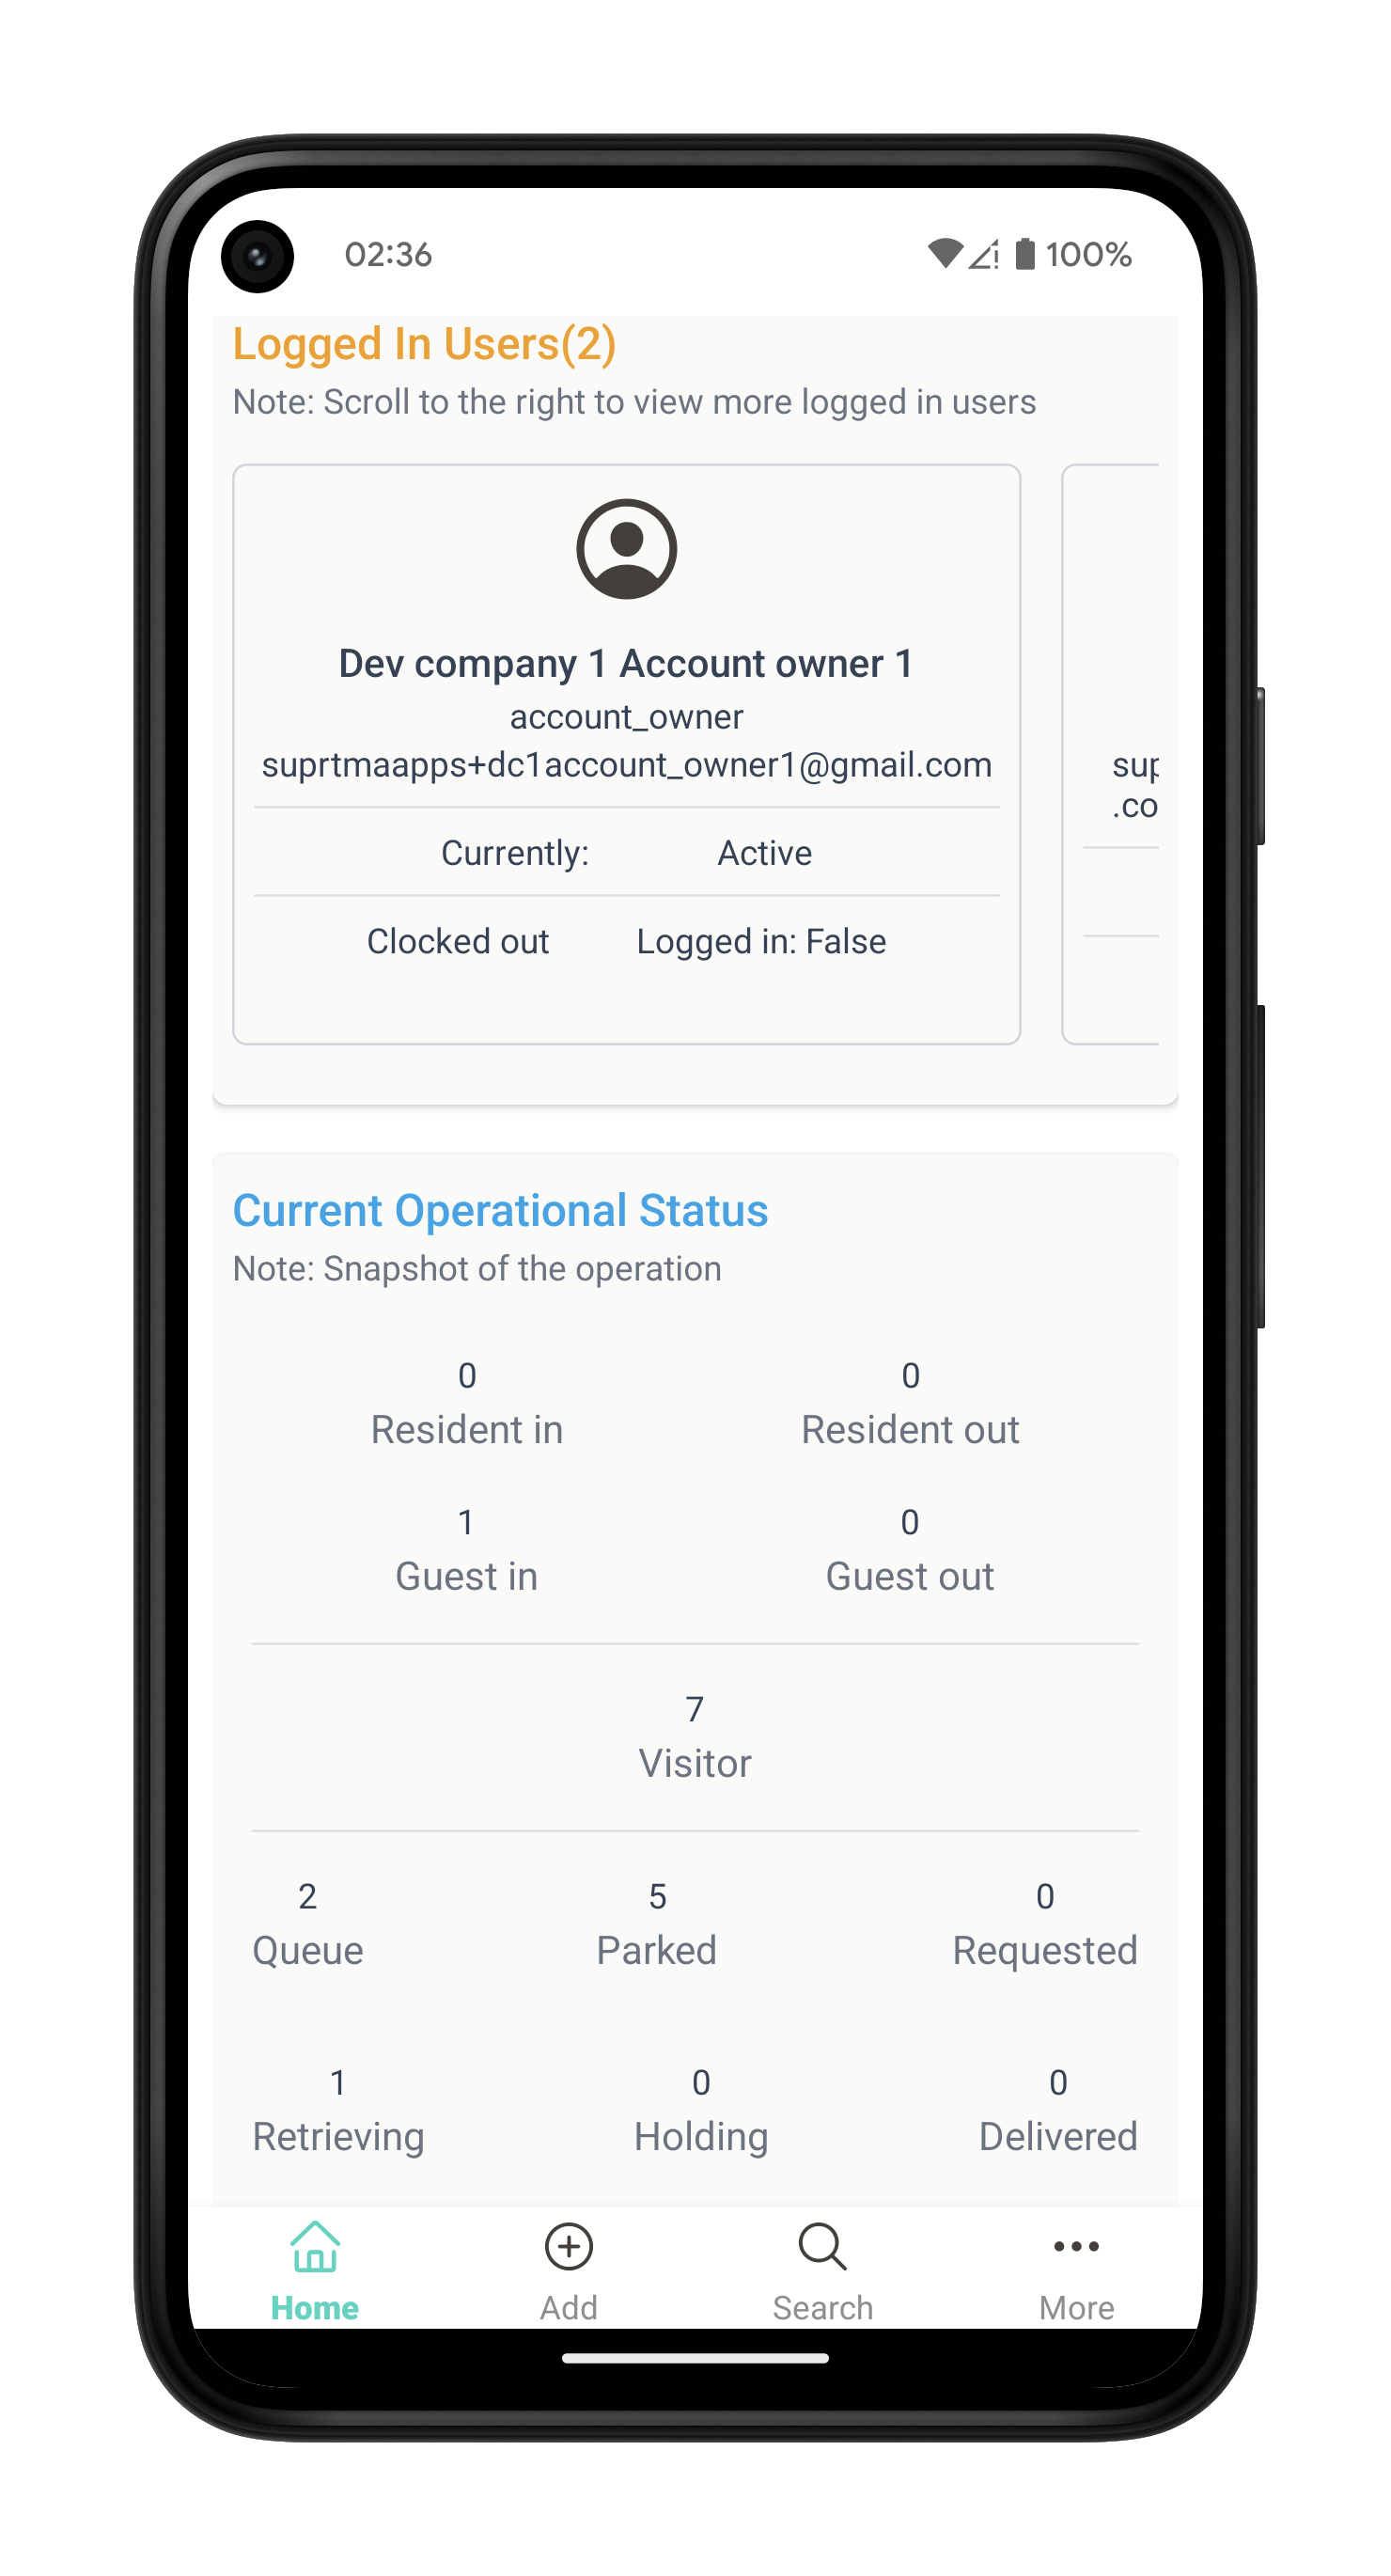 02:36 100%
Logged In Users(2)
Note: Scroll to the right to view more logged in users
Dev company 1 Account owner 1
account_owner
suprtmaapps+dc1account_owner1@gmail.com
Currently: Active
Clocked out Logged in: False
sup
.co
Current Operational Status
Note: Snapshot of the operation
0 0
Resident in Resident out
1 0
Guest in Guest out
7
Visitor
2 5 0
Queue Parked Requested
1 0 0
Retrieving Holding Delivered
Home Add Search More